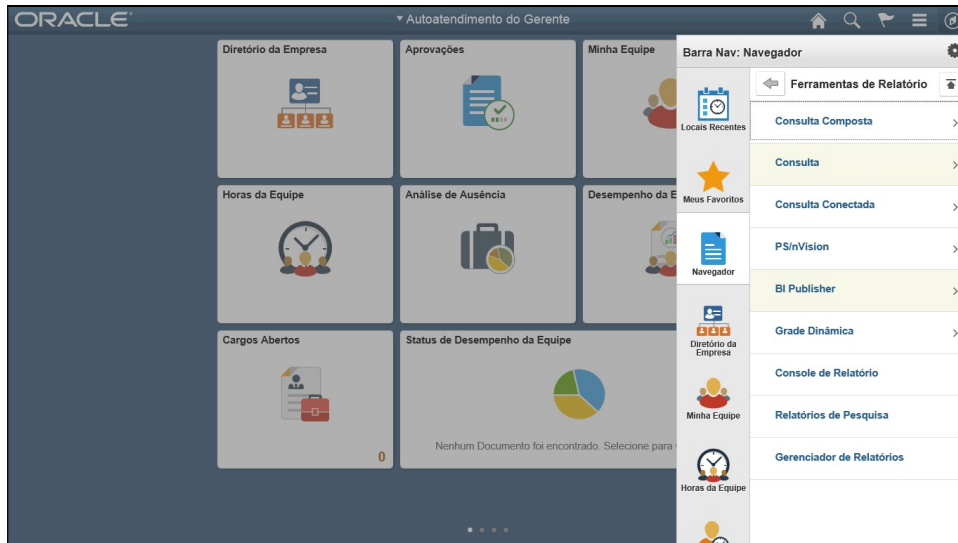 ORACLE
Autoatendimento do Gerente
Diretório da Empresa
Aprovações
Minha Equipe
Horas da Equipe
Análise de Ausência
Desempenho da E
Cargos Abertos
0
Status de Desempenho da Equipe
Nenhum Documento foi encontrado. Selecione para
Barra Nav: Navegador
Locais Recentes
Meus Favoritos
Navegador
Diretório da
Empresa
Minha Equipe
Horas da Equipe
Ferramentas de Relatório
Consulta Composta
Consulta
Consulta Conectada
PS/nVision
BI Publisher
Grade Dinâmica
Console de Relatório
Relatórios de Pesquisa
Gerenciador de Relatórios